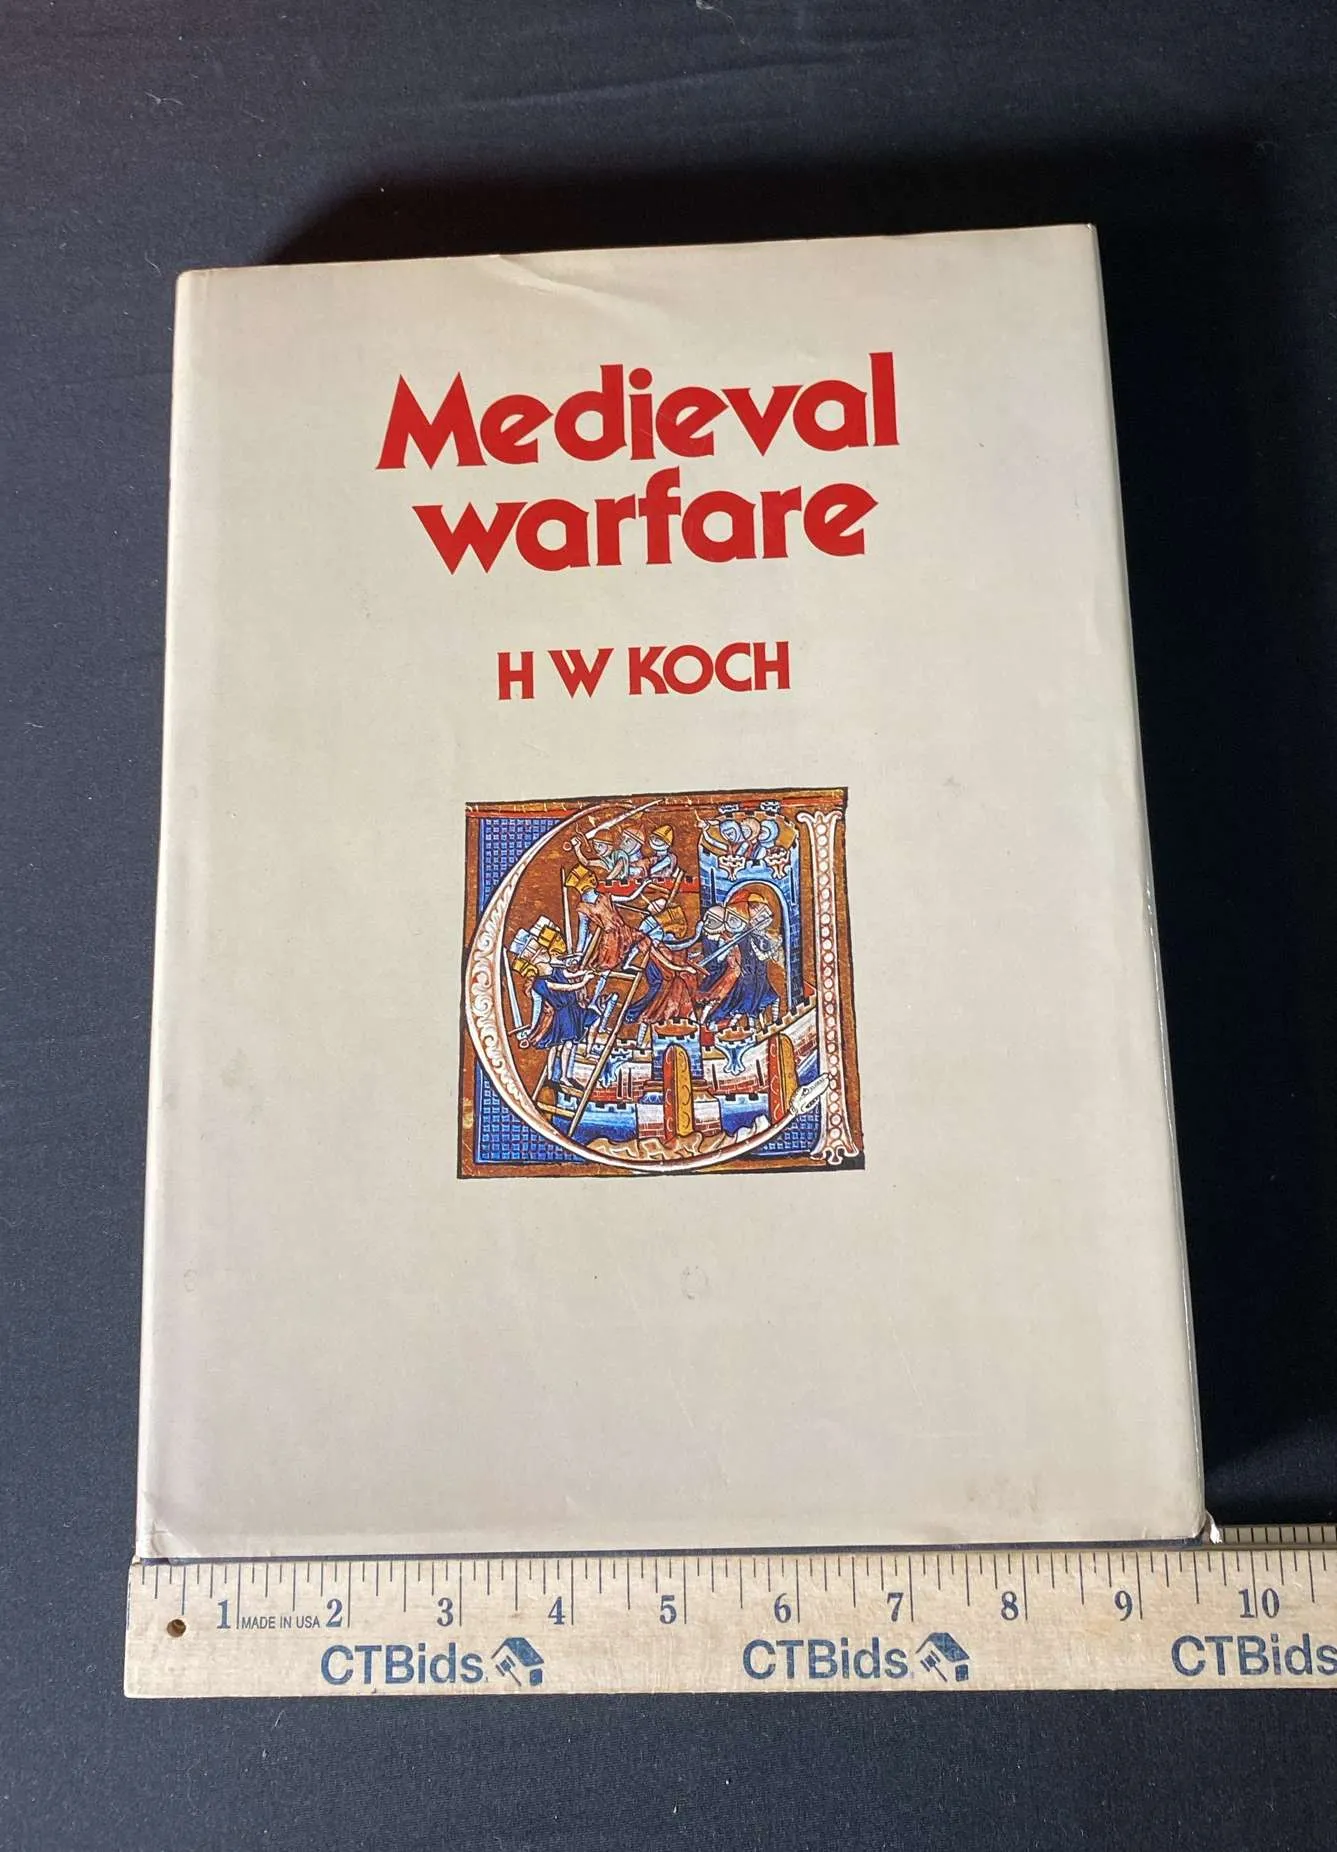 Medieval
warfare
H W KOCH
1 MADE IN USA 2 3 4 5 6 7 8 9 10
CTBids CTBids CTBids